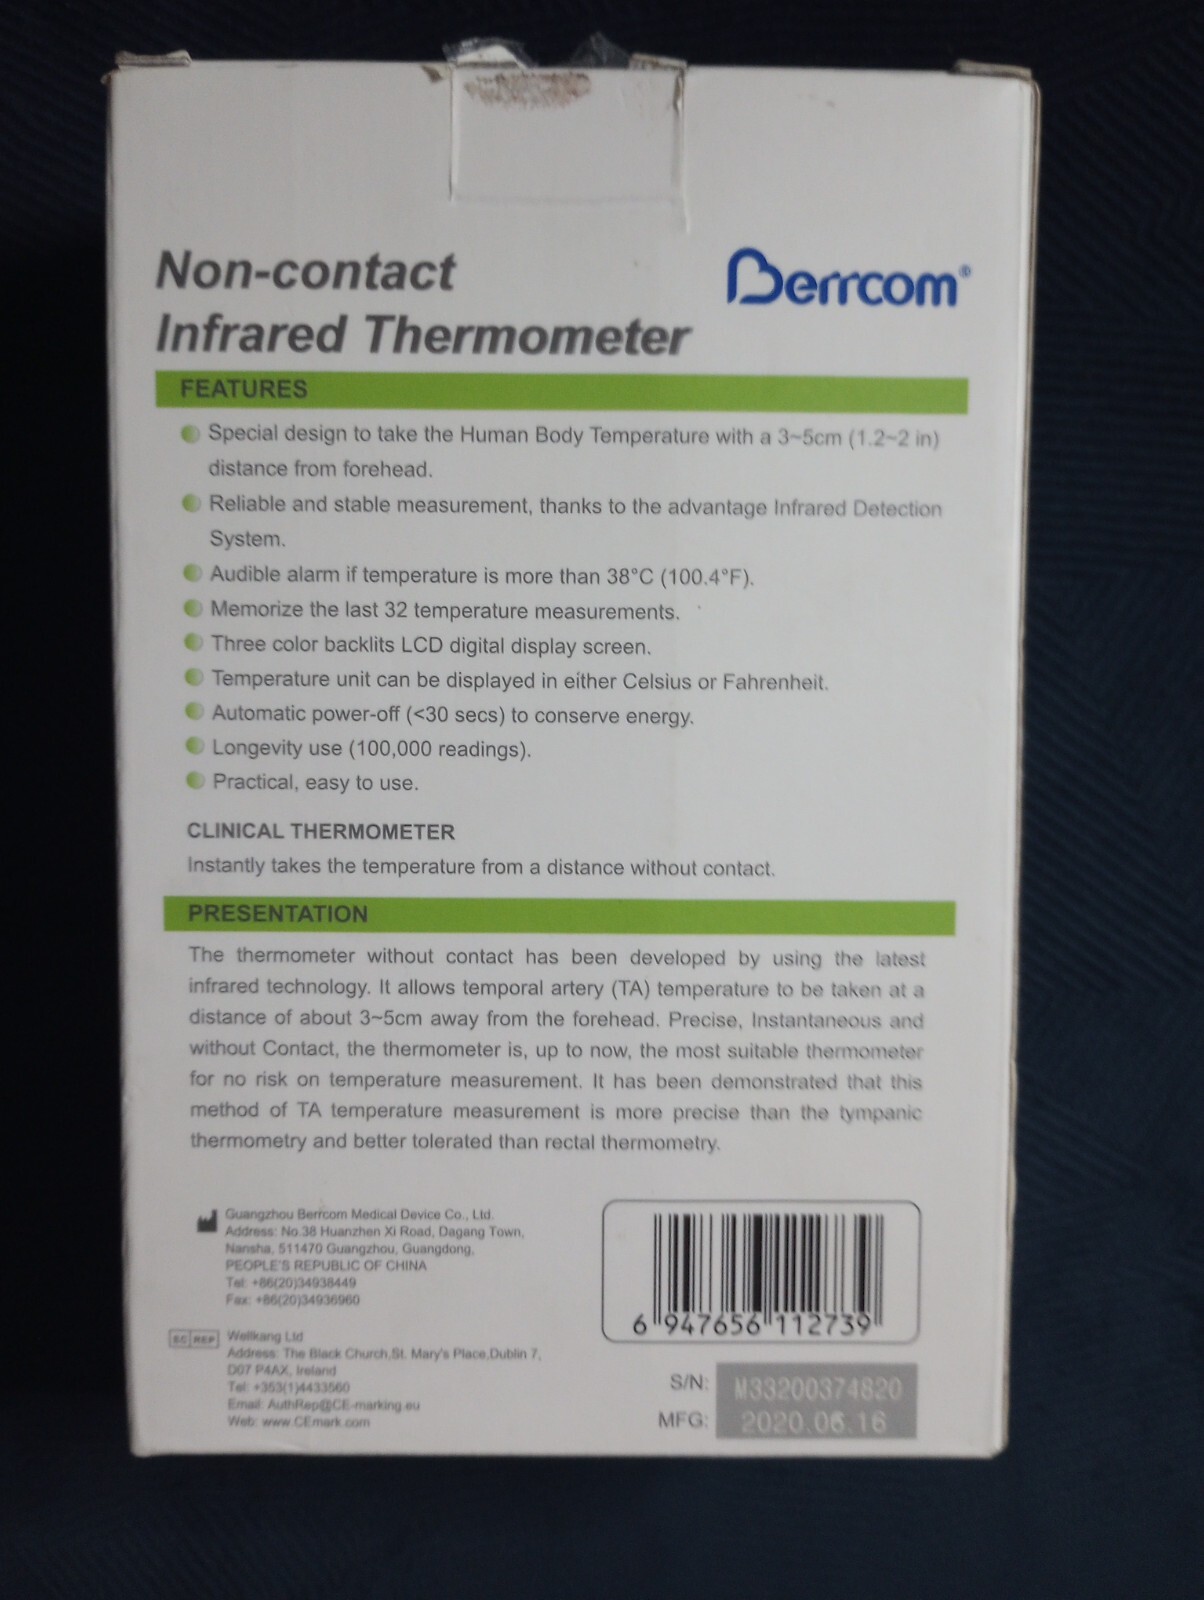 Non-contact
Infrared Thermometer
Berrcom®
FEATURES
Special design to take the Human Body Temperature with a 3~5cm (1.2~2 in)
distance from forehead.
Reliable and stable measurement, thanks to the advantage Infrared Detection
System.
Audible alarm if temperature is more than 38°C (100.4°F).
Memorize the last 32 temperature measurements.
Three color backlits LCD digital display screen.
Temperature unit can be displayed in either Celsius or Fahrenheit.
Automatic power-off (<30 secs) to conserve energy.
Longevity use (100,000 readings).
Practical, easy to use.
CLINICAL THERMOMETER
Instantly takes the temperature from a distance without contact.
PRESENTATION
The thermometer without contact has been developed by using the latest
infrared technology. It allows temporal artery (TA) temperature to be taken at a
distance of about 3~5cm away from the forehead. Precise, Instantaneous and
without Contact, the thermometer is, up to now, the most suitable thermometer
for no risk on temperature measurement. It has been demonstrated that this
method of TA temperature measurement is more precise than the tympanic
thermometry and better tolerated than rectal thermometry.
Guangzhou Berrcom Medical Device Co., Ltd.
Address: No.38 Huanzhen Xi Road, Dagang Town,
Nansha, 511470 Guangzhou, Guangdong,
PEOPLE'S REPUBLIC OF CHINA
Tel: +86(20)34938449
Fax: +86(20)34936960
EC REP
Wellkang Ltd
Address: The Black Church,St. Mary's Place,Dublin 7,
D07 P4AX, Ireland
Tel: +353(1)4433560
Email: AuthRep@CE-marking.eu
Web: www.CEmark.com
6 947656 112739
S/N: M33200374820
MFG: 2020.06.16